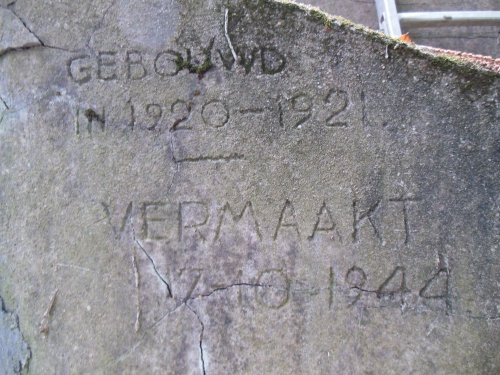 GEBOUWD
IN 1920-1921.
VERMAAKT
17-10-1944